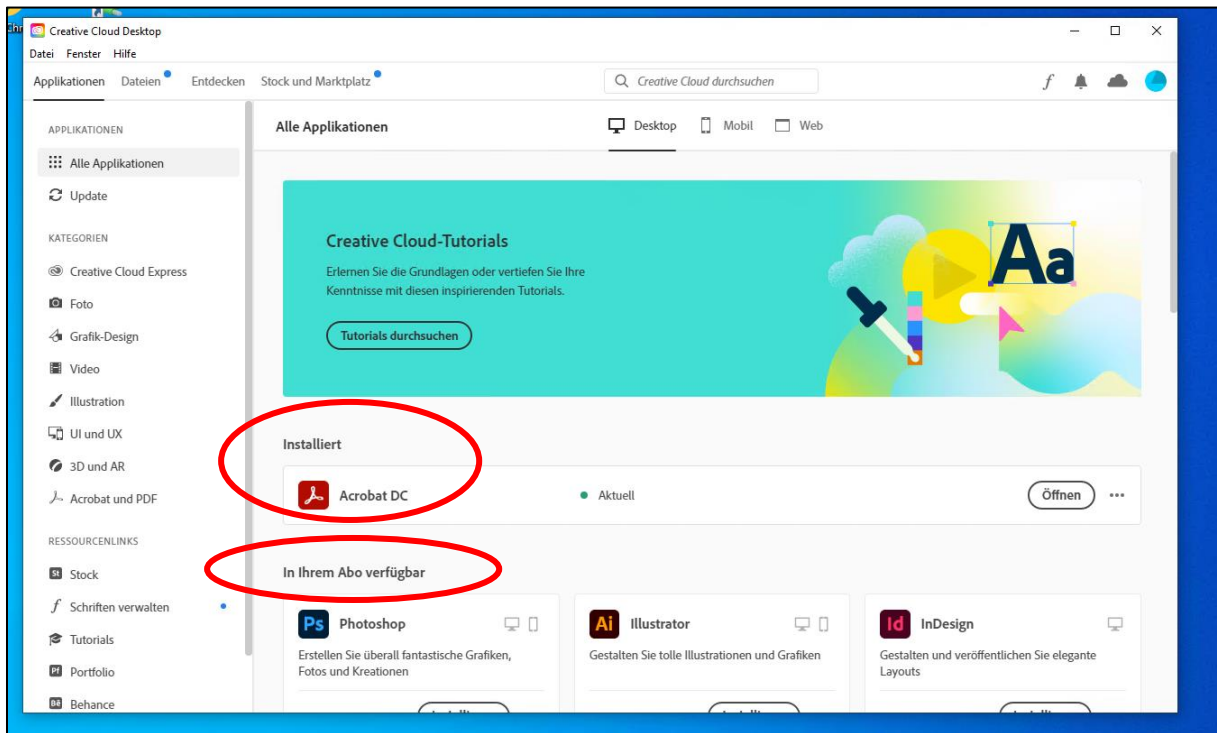 Creative Cloud Desktop
Datei Fenster Hilfe
Applikationen Dateien Entdecken Stock und Marktplatz Creative Cloud durchsuchen
APPLIKATIONEN
Alle Applikationen
Update
KATEGORIEN
Creative Cloud Express
Foto
Grafik-Design
Video
Illustration
UI und UX
3D und AR
Acrobat und PDF
RESSOURCENLINKS
St Stock
Schriften verwalten
Tutorials
Pf Portfolio
Bē Behance
Alle Applikationen Desktop Mobil Web
Creative Cloud-Tutorials
Erlernen Sie die Grundlagen oder vertiefen Sie Ihre
Kenntnisse mit diesen inspirierenden Tutorials.
Tutorials durchsuchen
Aa
Installiert
Acrobat DC Aktuell Öffnen
In Ihrem Abo verfügbar
Ps Photoshop
Erstellen Sie überall fantastische Grafiken,
Fotos und Kreationen
Ai Illustrator
Gestalten Sie tolle Illustrationen und Grafiken
Id InDesign
Gestalten und veröffentlichen Sie elegante
Layouts